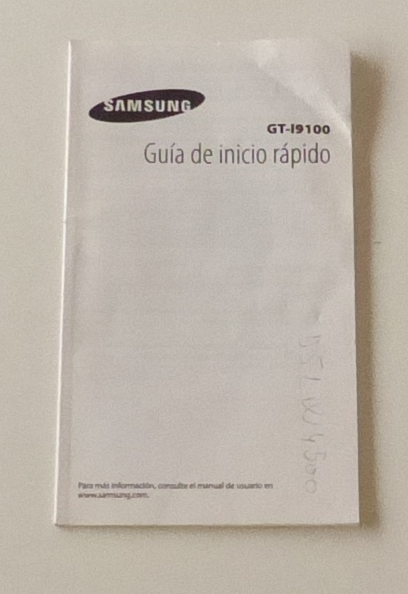 SAMSUNG
GT-I9100
Guía de inicio rápido
Para más información, consulte el manual de usuario en
www.samsung.com.